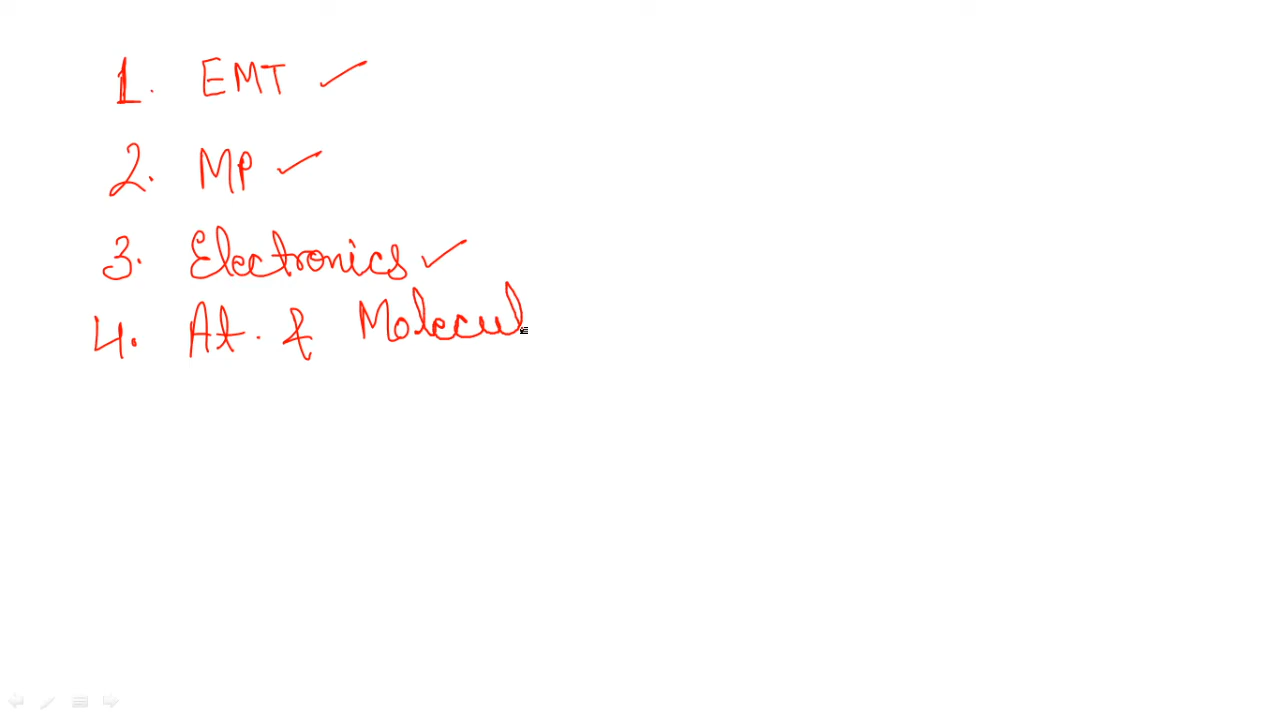 1. EMT ✓
2. MP ✓
3. Electronics ✓
4. At. & Molecul